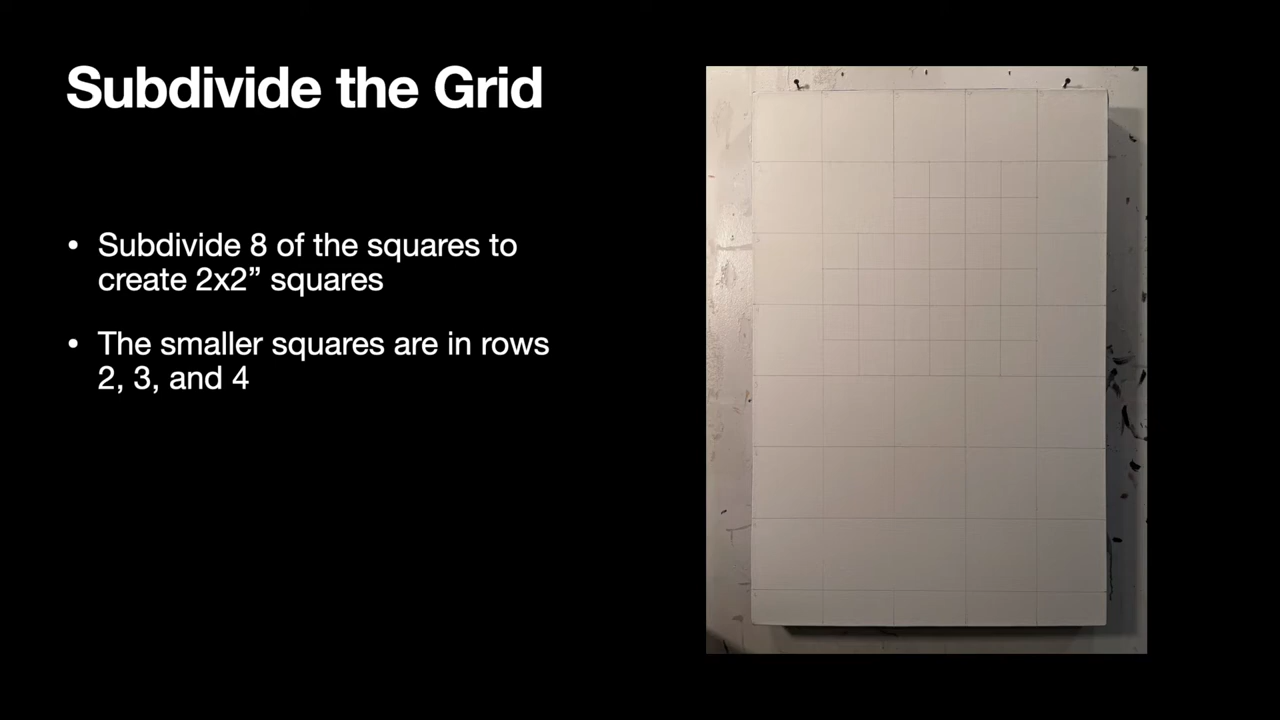 Subdivide the Grid
• Subdivide 8 of the squares to
create 2x2” squares
• The smaller squares are in rows
2, 3, and 4